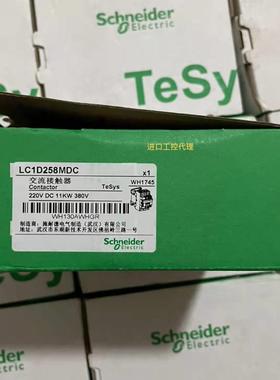 Schneider
Electric
TeSy
进口工控代理
LC1D258MDC
x1
交流接触器
Contactor
TeSys
WH1745
220V DC 11KW 380V
WH130AWHGR
制造商：施耐德电气制造（武汉）有限公司
Schneider
Electric
TeSy
Schneider
Electric